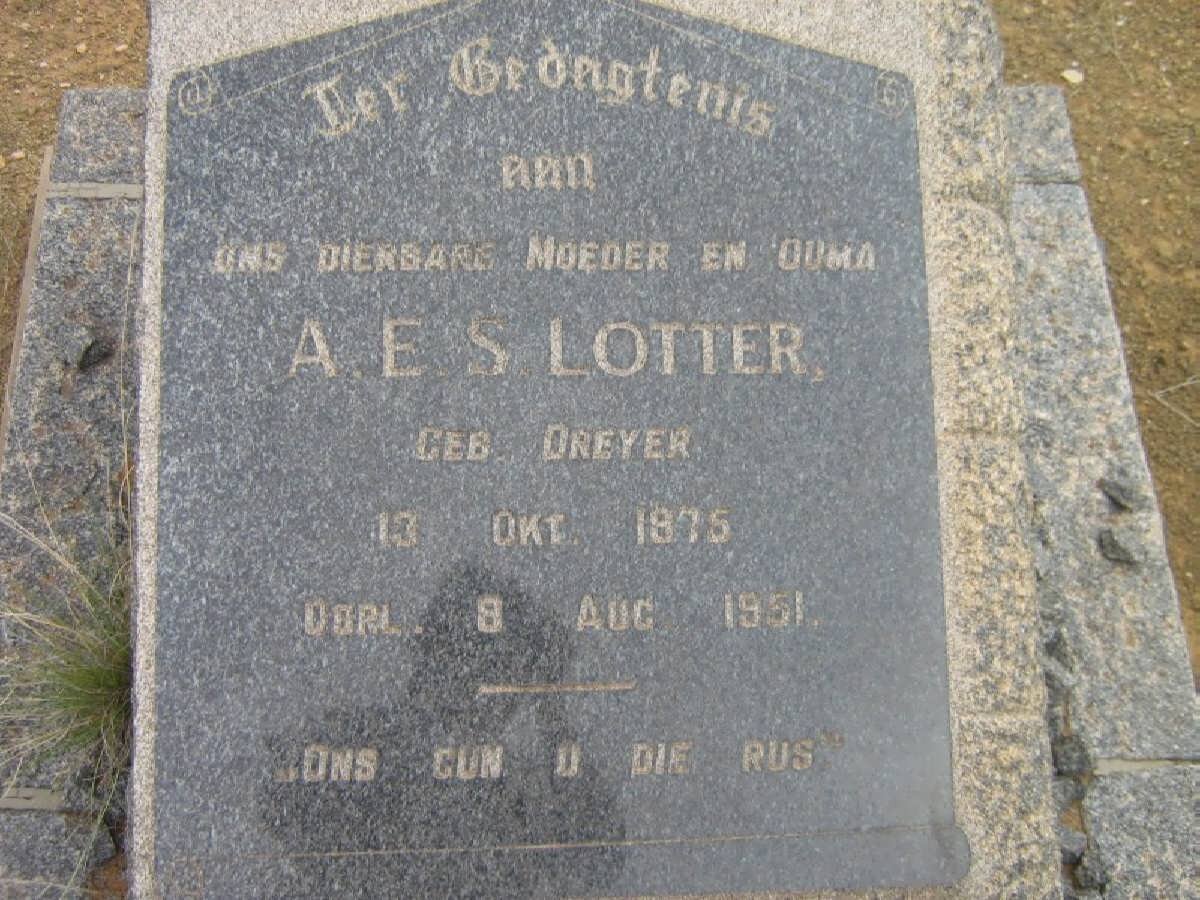 Ter Gedagtenis
aan
ONS DIERBARE MOEDER EN OUMA
A. E. S. LOTTER,
GEB. DREYER
13 OKT. 1875
OORL. 8 AUG. 1951.
„ONS GUN U DIE RUS"